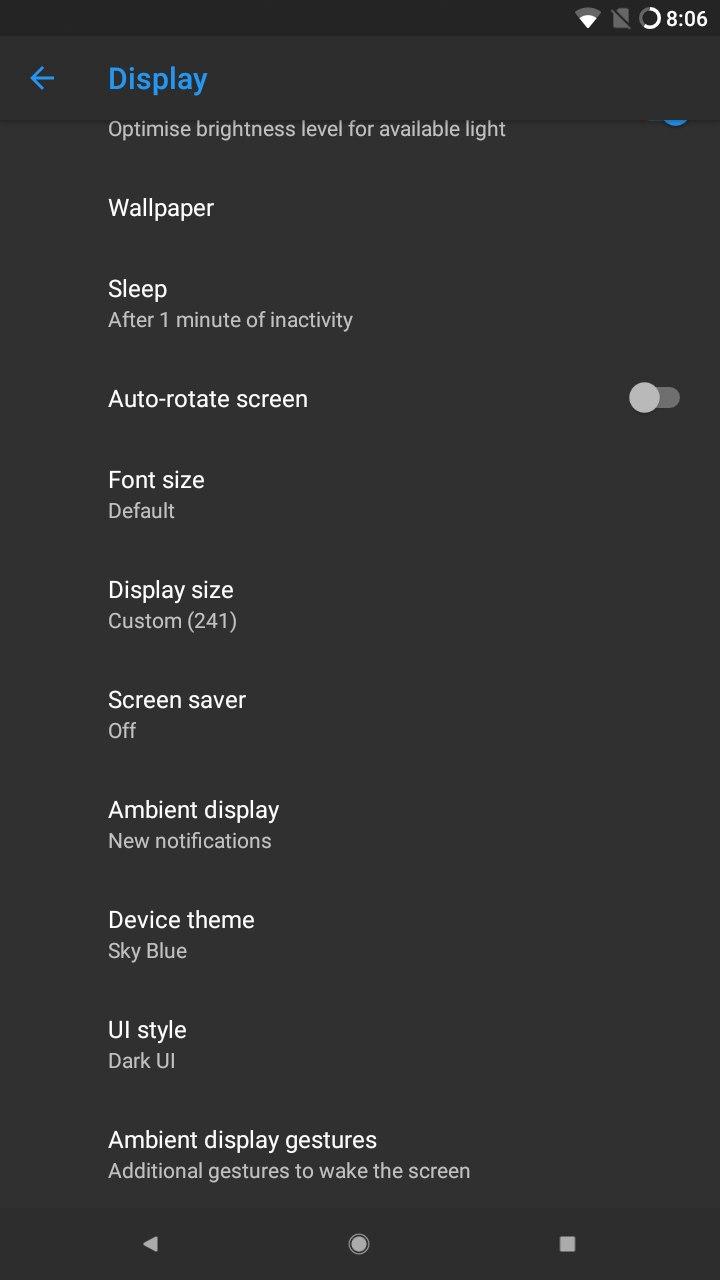 8:06
Display
Optimise brightness level for available light
Wallpaper
Sleep
After 1 minute of inactivity
Auto-rotate screen
Font size
Default
Display size
Custom (241)
Screen saver
Off
Ambient display
New notifications
Device theme
Sky Blue
UI style
Dark UI
Ambient display gestures
Additional gestures to wake the screen